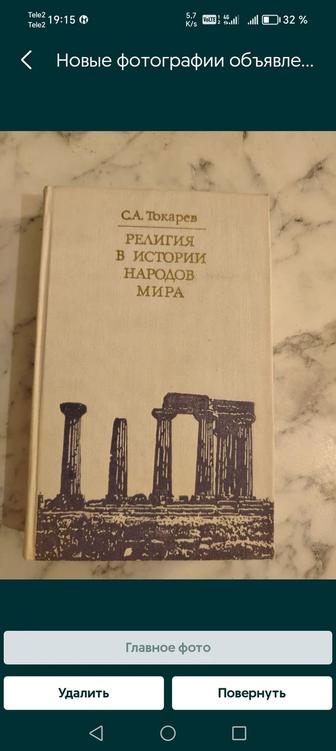 Tele2 19:15
Tele2
5,7
K/s
32 %
Новые фотографии объявле...
С.А. Токарев
РЕЛИГИЯ
В ИСТОРИИ
НАРОДОВ
МИРА
Главное фото
Удалить
Повернуть